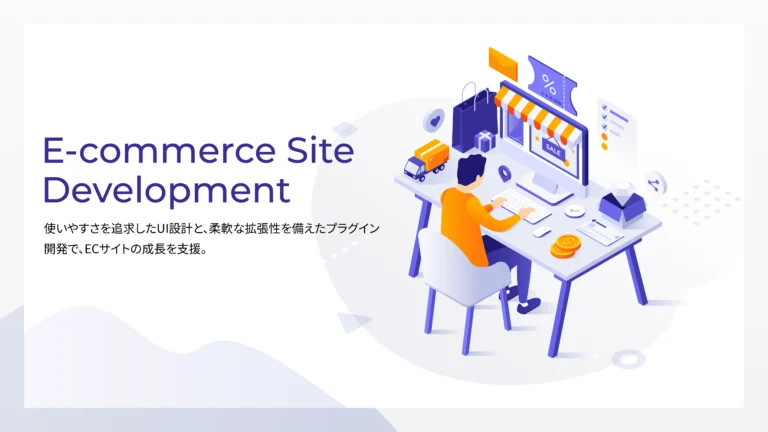 E-commerce Site
Development
使いやすさを追求したUI設計と、柔軟な拡張性を備えたプラグイン
開発で、ECサイトの成長を支援。
%
SALE